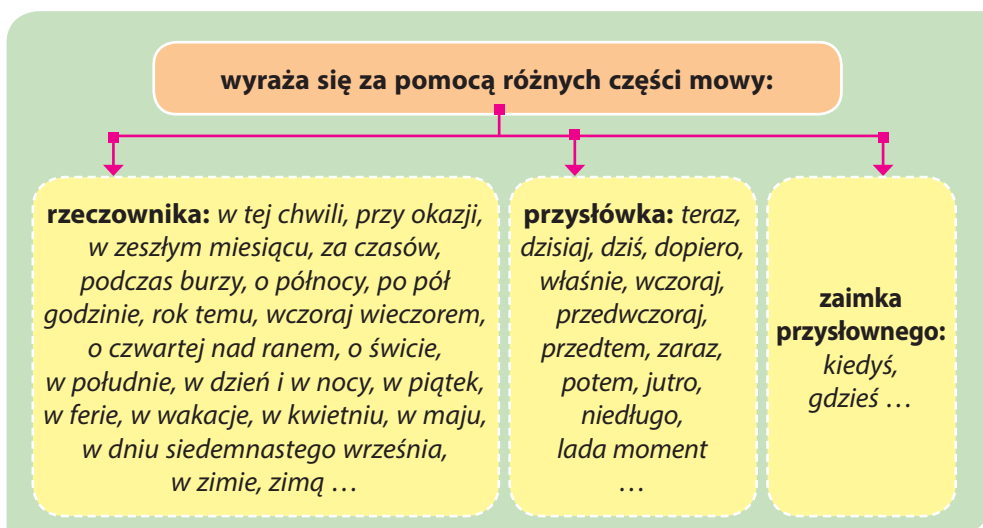 wyraża się za pomocą różnych części mowy:
rzeczownika: w tej chwili, przy okazji,
w zeszłym miesiącu, za czasów,
podczas burzy, o północy, po pół
godzinie, rok temu, wczoraj wieczorem,
o czwartej nad ranem, o świcie,
w południe, w dzień i w nocy, w piątek,
w ferie, w wakacje, w kwietniu, w maju,
w dniu siedemnastego września,
w zimie, zimą …
przysłówka: teraz,
dzisiaj, dziś, dopiero,
właśnie, wczoraj,
przedwczoraj,
przedtem, zaraz,
potem, jutro,
niedługo,
lada moment
…
zaimka
przysłownego:
kiedyś,
gdzieś …